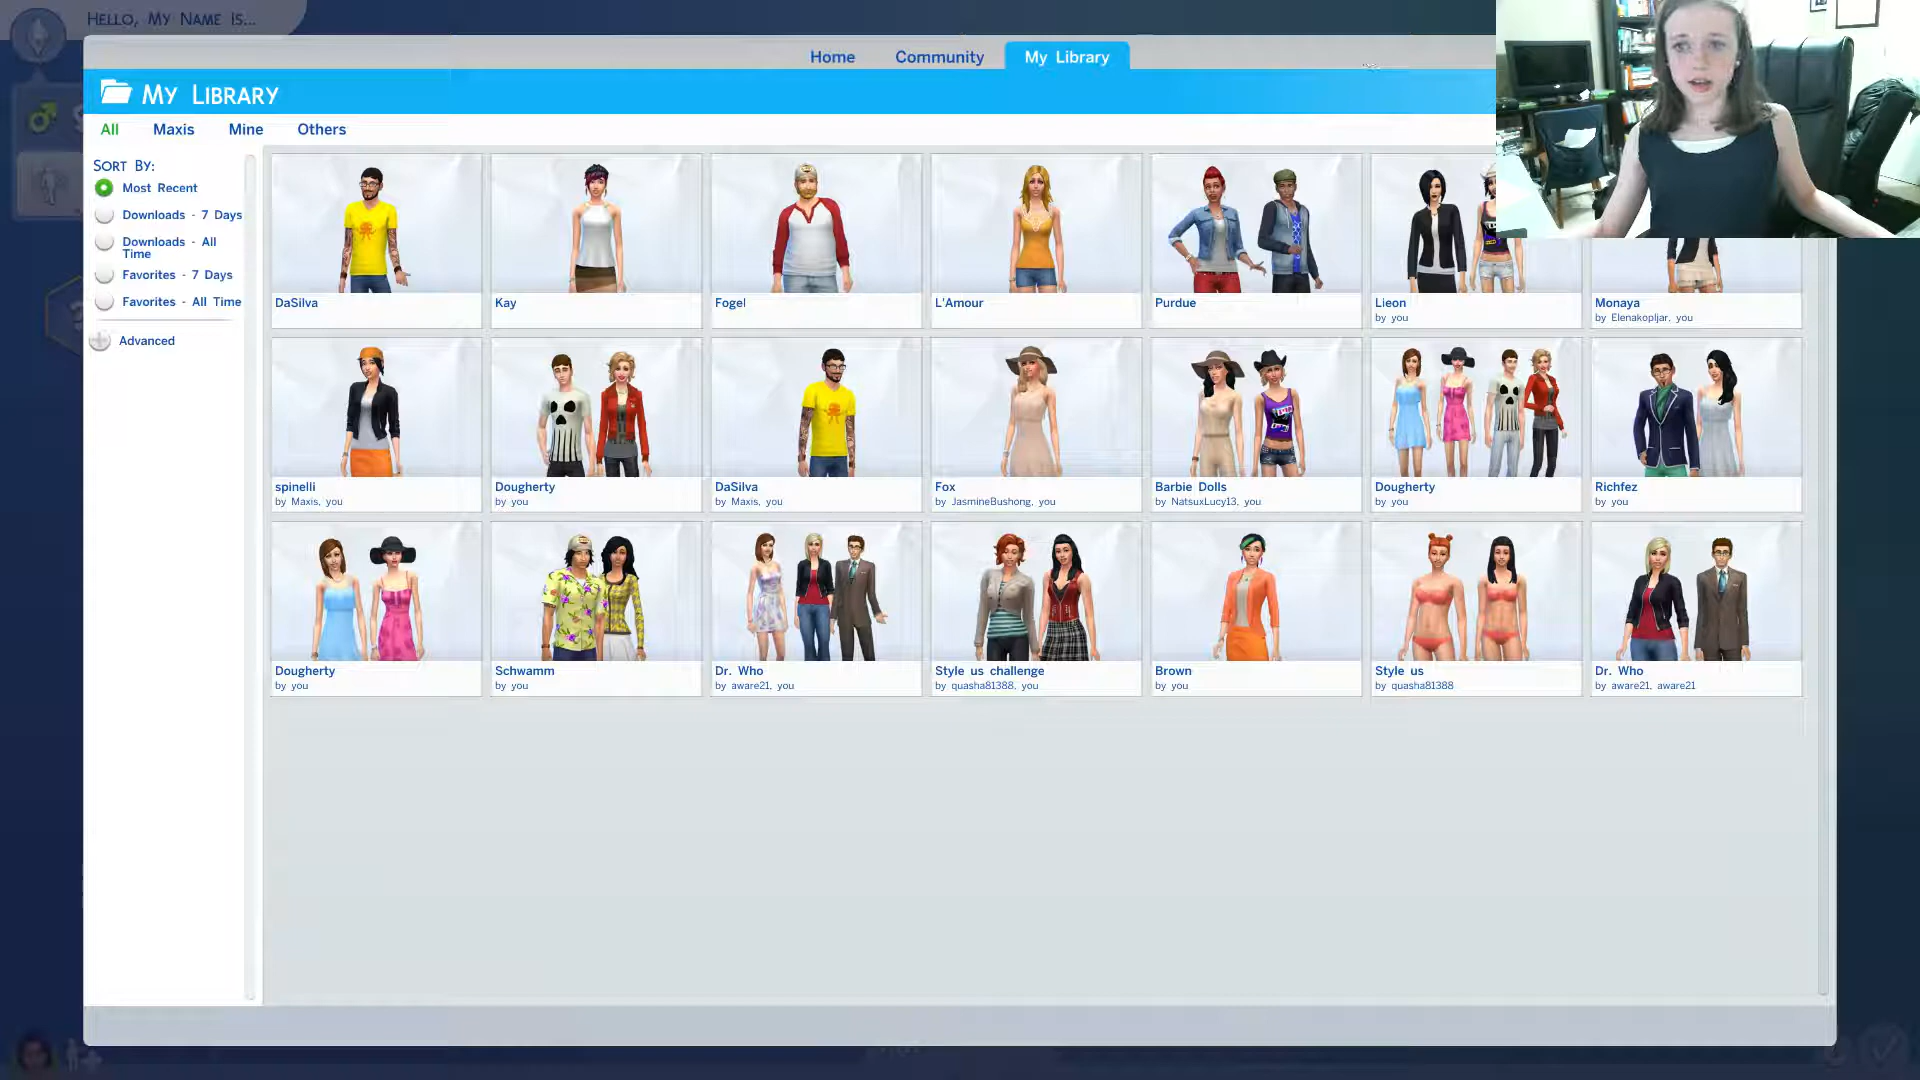 Hello, My Name Is...
Home
Community
My Library
My Library
All
Maxis
Mine
Others
Sort By:
Most Recent
Downloads - 7 Days
Downloads - All
Time
Favorites - 7 Days
Favorites - All Time
Advanced
DaSilva
Kay
Fogel
L'Amour
Purdue
Lieon
by you
Monaya
by Elenakopljar, you
spinelli
by Maxis, you
Dougherty
by you
DaSilva
by Maxis, you
Fox
by JasmineBushong, you
Barbie Dolls
by NatsuxLucy13, you
Dougherty
by you
Richfez
by you
Dougherty
by you
Schwamm
by you
Dr. Who
by aware21, you
Style us challenge
by quasha81388, you
Brown
by you
Style us
by quasha81388
Dr. Who
by aware21, aware21